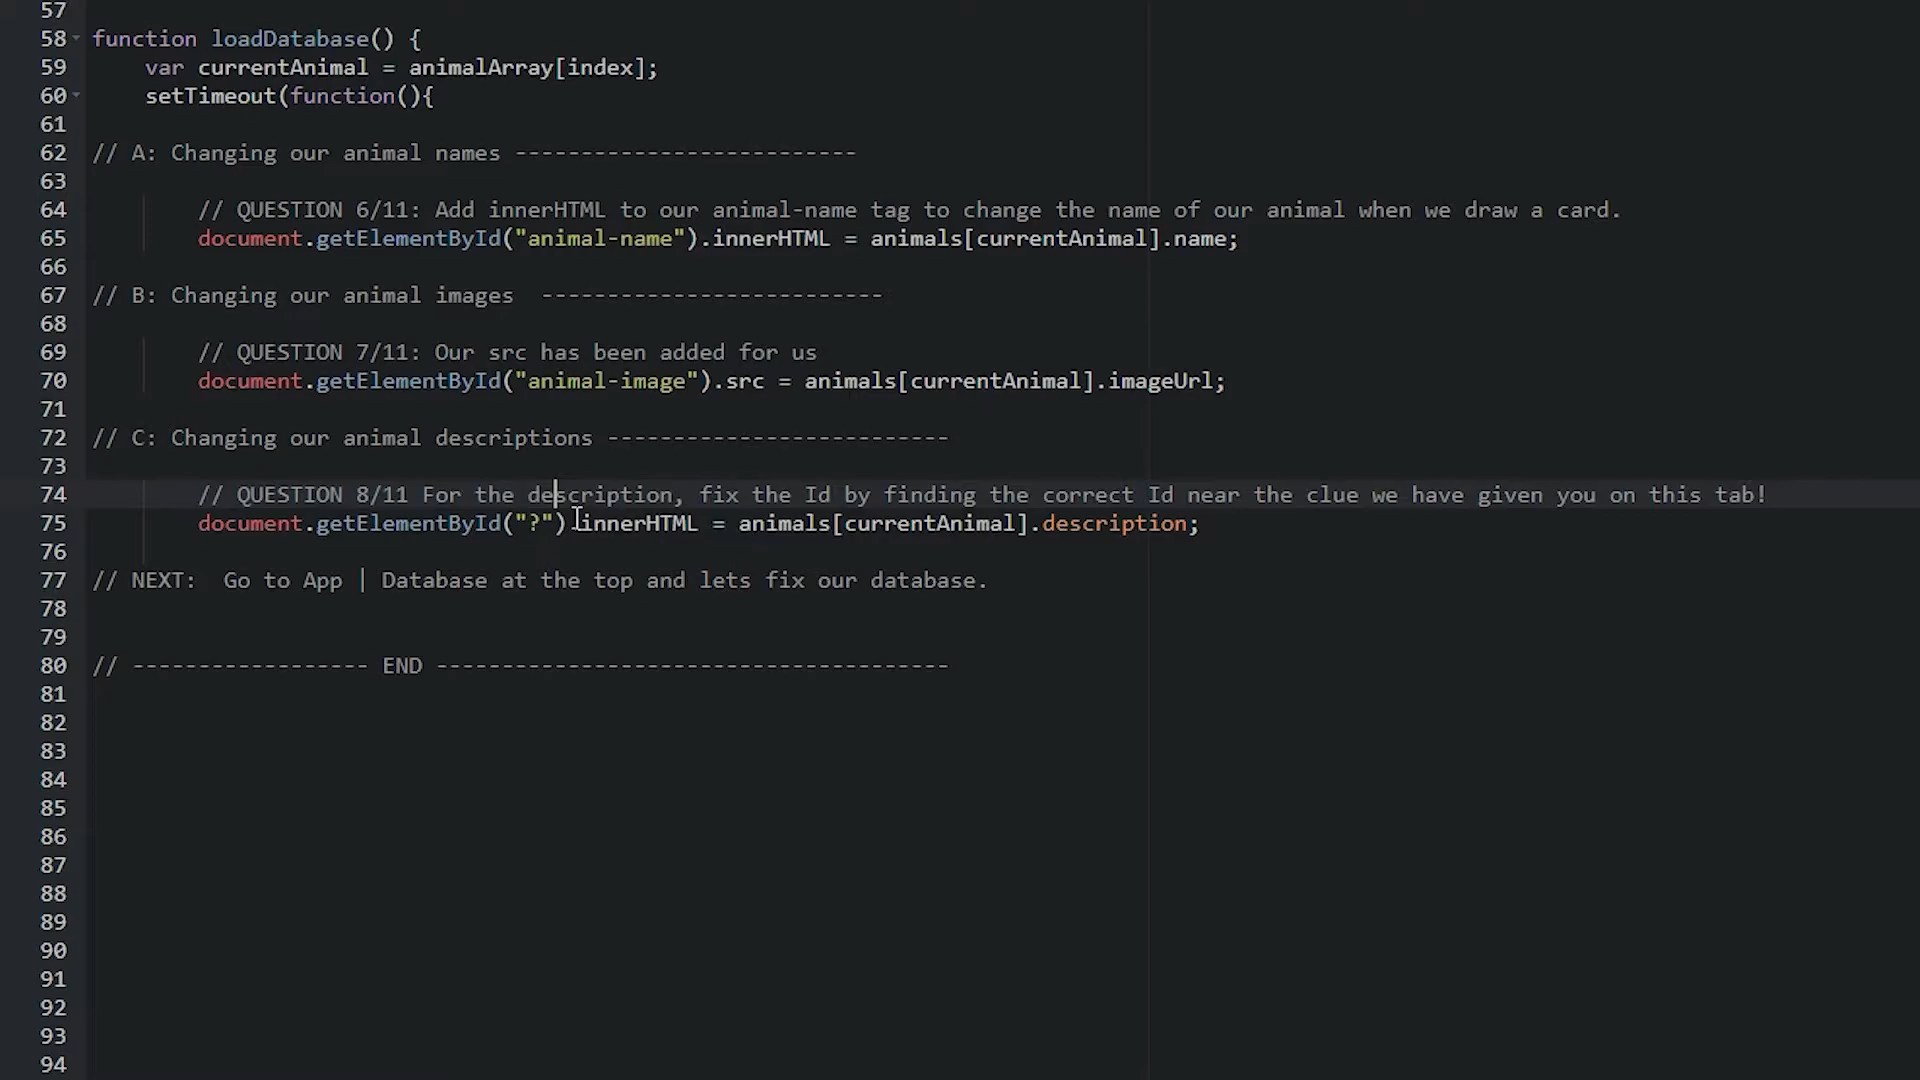 57
58 function loadDatabase() {
59 var currentAnimal = animalArray[index];
60 setTimeout(function(){
61
62 // A: Changing our animal names --------------------------
63
64 // QUESTION 6/11: Add innerHTML to our animal-name tag to change the name of our animal when we draw a card.
65 document.getElementById("animal-name").innerHTML = animals[currentAnimal].name;
66
67 // B: Changing our animal images --------------------------
68
69 // QUESTION 7/11: Our src has been added for us
70 document.getElementById("animal-image").src = animals[currentAnimal].imageUrl;
71
72 // C: Changing our animal descriptions --------------------------
73
74 // QUESTION 8/11 For the description, fix the Id by finding the correct Id near the clue we have given you on this tab!
75 document.getElementById("?").innerHTML = animals[currentAnimal].description;
76
77 // NEXT:  Go to App | Database at the top and lets fix our database.
78
79
80 // ------------------ END ---------------------------------------
81
82
83
84
85
86
87
88
89
90
91
92
93
94